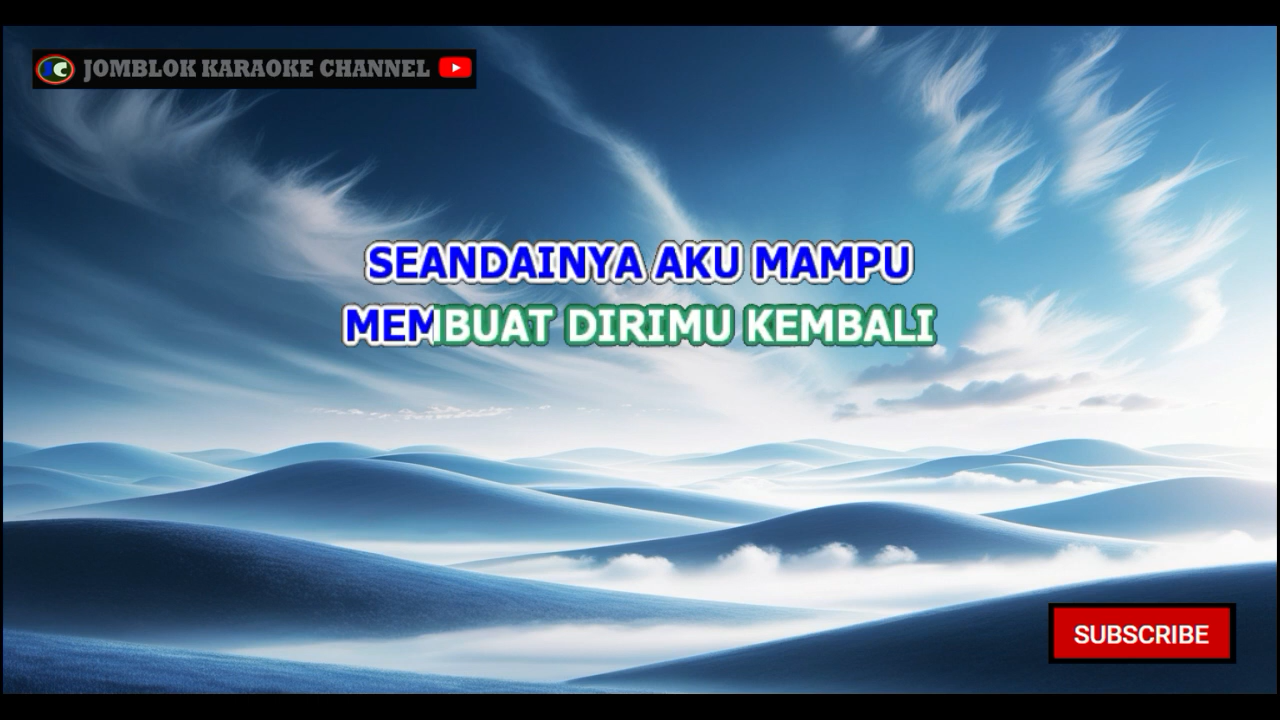 JOMBLOK KARAOKE CHANNEL
SEANDAINYA AKU MAMPU
MEMBUAT DIRIMU KEMBALI
SUBSCRIBE